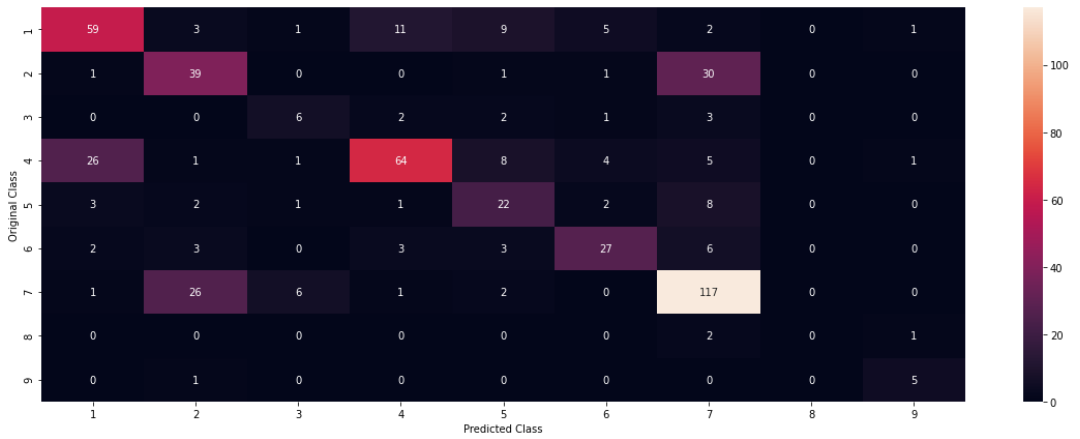 1 59 3 1 11 9 5 2 0 1
2 1 39 0 0 1 1 30 0 0
3 0 0 6 2 2 1 3 0 0
4 26 1 1 64 8 4 5 0 1
5 3 2 1 1 22 2 8 0 0
6 2 3 0 3 3 27 6 0 0
7 1 26 6 1 2 0 117 0 0
8 0 0 0 0 0 0 2 0 1
9 0 1 0 0 0 0 0 0 5
1 2 3 4 5 6 7 8 9
Predicted Class
Original Class
100
80
60
40
20
0